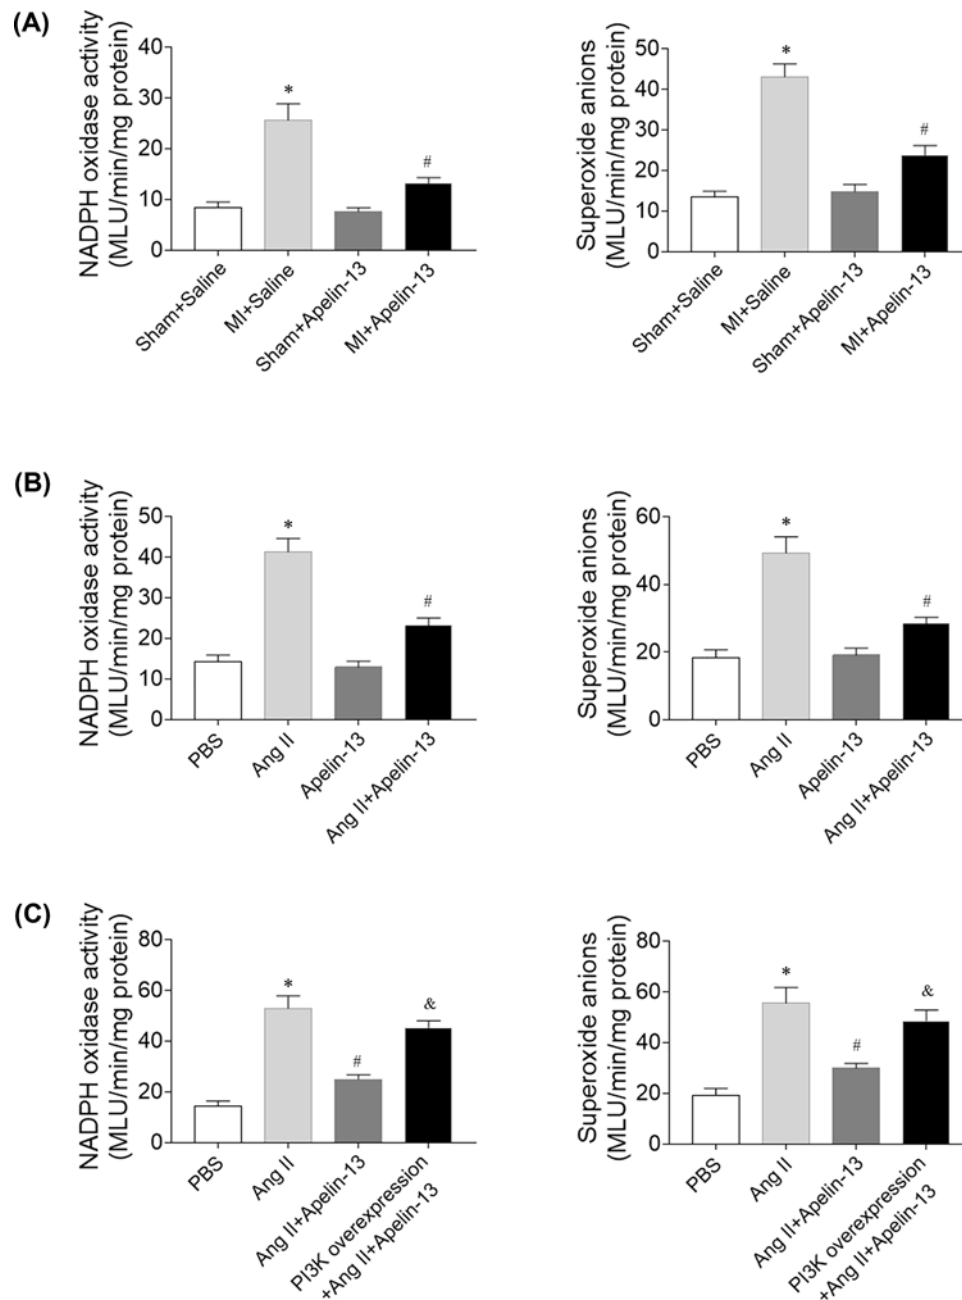 (A)
NADPH oxidase activity
(MLU/min/mg protein)
40
30
20
10
0
*
#
Sham+Saline
MI+Saline
Sham+Apelin-13
MI+Apelin-13
Superoxide anions
(MLU/min/mg protein)
50
40
30
20
10
0
*
#
Sham+Saline
MI+Saline
Sham+Apelin-13
MI+Apelin-13
(B)
NADPH oxidase activity
(MLU/min/mg protein)
50
40
30
20
10
0
*
#
PBS
Ang II
Apelin-13
Ang II+Apelin-13
Superoxide anions
(MLU/min/mg protein)
60
40
20
0
*
#
PBS
Ang II
Apelin-13
Ang II+Apelin-13
(C)
NADPH oxidase activity
(MLU/min/mg protein)
80
60
40
20
0
*
#
&
PBS
Ang II
Ang II+Apelin-13
PI3K overexpression
+Ang II+Apelin-13
Superoxide anions
(MLU/min/mg protein)
80
60
40
20
0
*
#
&
PBS
Ang II
Ang II+Apelin-13
PI3K overexpression
+Ang II+Apelin-13